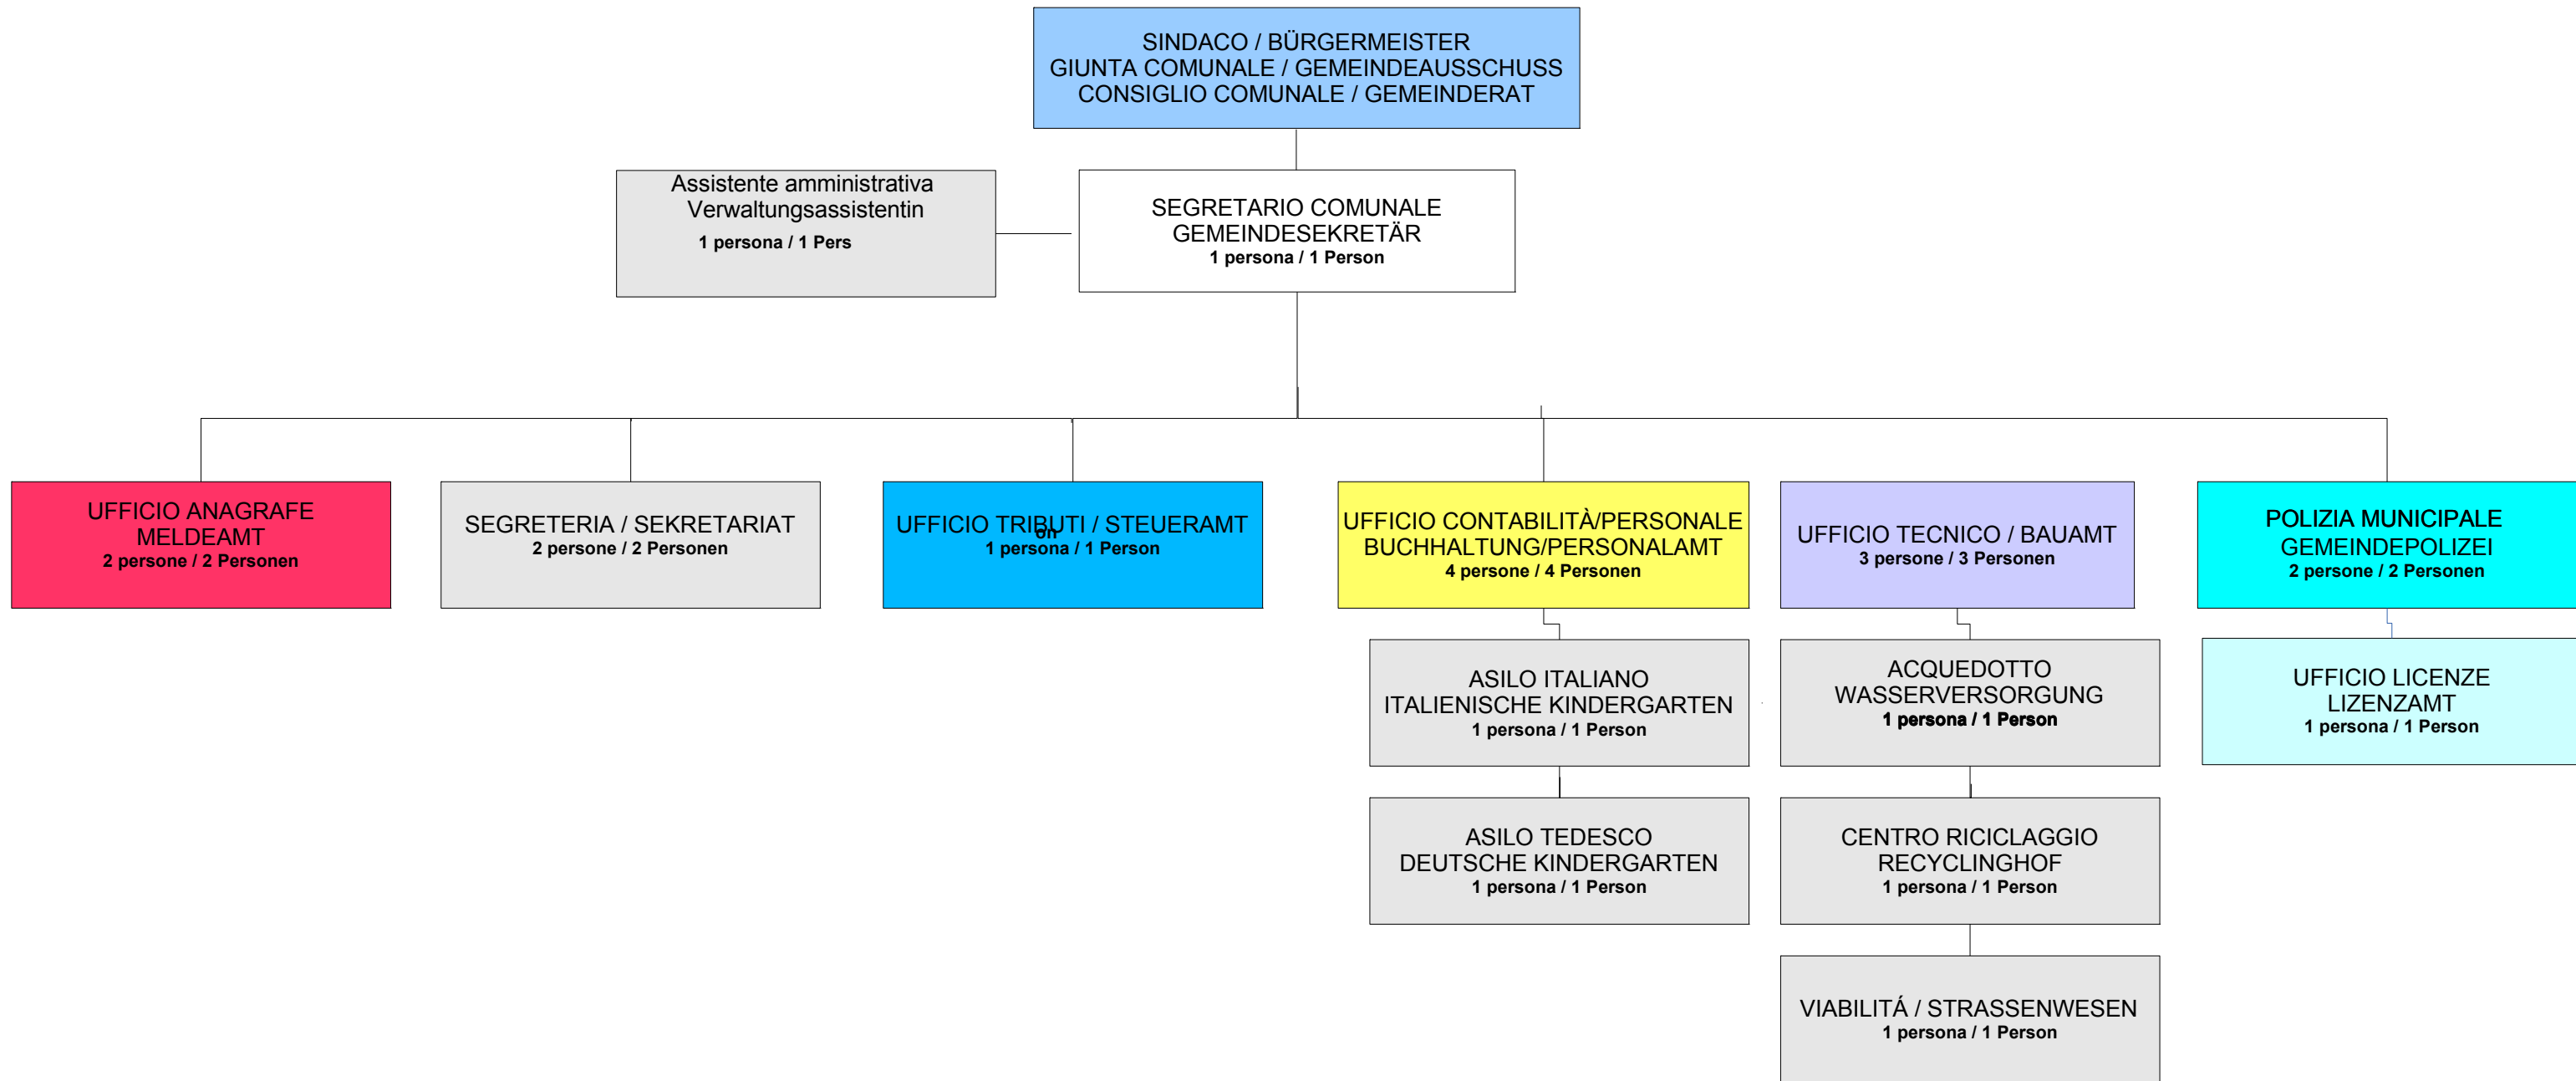 SINDACO / BÜRGERMEISTER
GIUNTA COMUNALE / GEMEINDEAUSSCHUSS
CONSIGLIO COMUNALE / GEMEINDERAT
Assistente amministrativa
Verwaltungsassistentin
1 persona / 1 Pers
SEGRETARIO COMUNALE
GEMEINDESEKRETÄR
1 persona / 1 Person
UFFICIO ANAGRAFE
MELDEAMT
2 persone / 2 Personen
SEGRETERIA / SEKRETARIAT
2 persone / 2 Personen
UFFICIO TRIBUTI / STEUERAMT
on
1 persona / 1 Person
UFFICIO CONTABILITÀ/PERSONALE
BUCHHALTUNG/PERSONALAMT
4 persone / 4 Personen
UFFICIO TECNICO / BAUAMT
3 persone / 3 Personen
POLIZIA MUNICIPALE
GEMEINDEPOLIZEI
2 persone / 2 Personen
ASILO ITALIANO
ITALIENISCHE KINDERGARTEN
1 persona / 1 Person
ACQUEDOTTO
WASSERVERSORGUNG
1 persona / 1 Person
UFFICIO LICENZE
LIZENZAMT
1 persona / 1 Person
ASILO TEDESCO
DEUTSCHE KINDERGARTEN
1 persona / 1 Person
CENTRO RICICLAGGIO
RECYCLINGHOF
1 persona / 1 Person
VIABILITÁ / STRASSENWESEN
1 persona / 1 Person